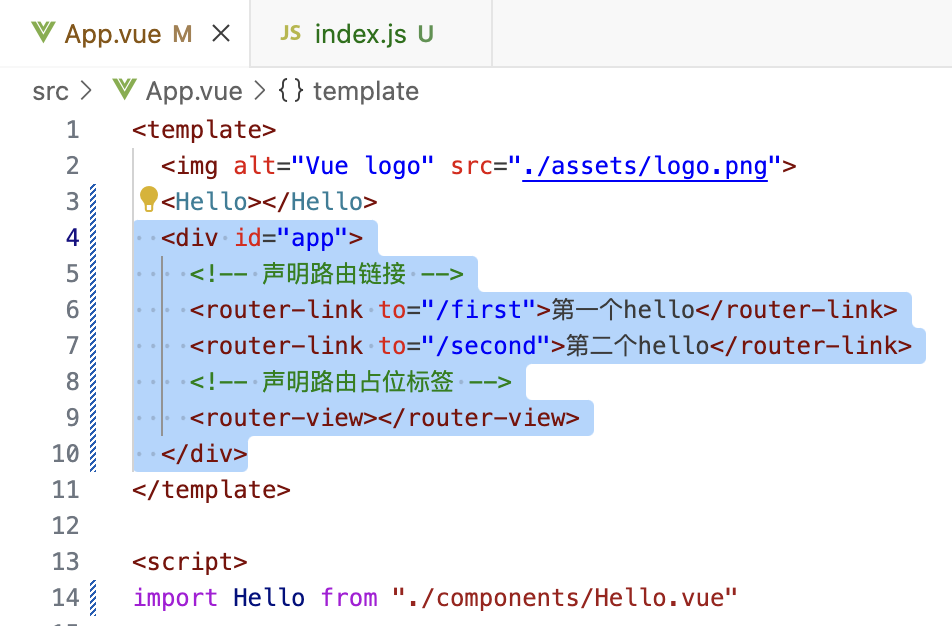 App.vue M
JS index.js U
src > App.vue > {} template
1 <template>
2 <img alt="Vue logo" src="./assets/logo.png">
3 <Hello></Hello>
4 <div id="app">
5 <!-- 声明路由链接 -->
6 <router-link to="/first">第一个hello</router-link>
7 <router-link to="/second">第二个hello</router-link>
8 <!-- 声明路由占位标签 -->
9 <router-view></router-view>
10 </div>
11 </template>
12
13 <script>
14 import Hello from "./components/Hello.vue"